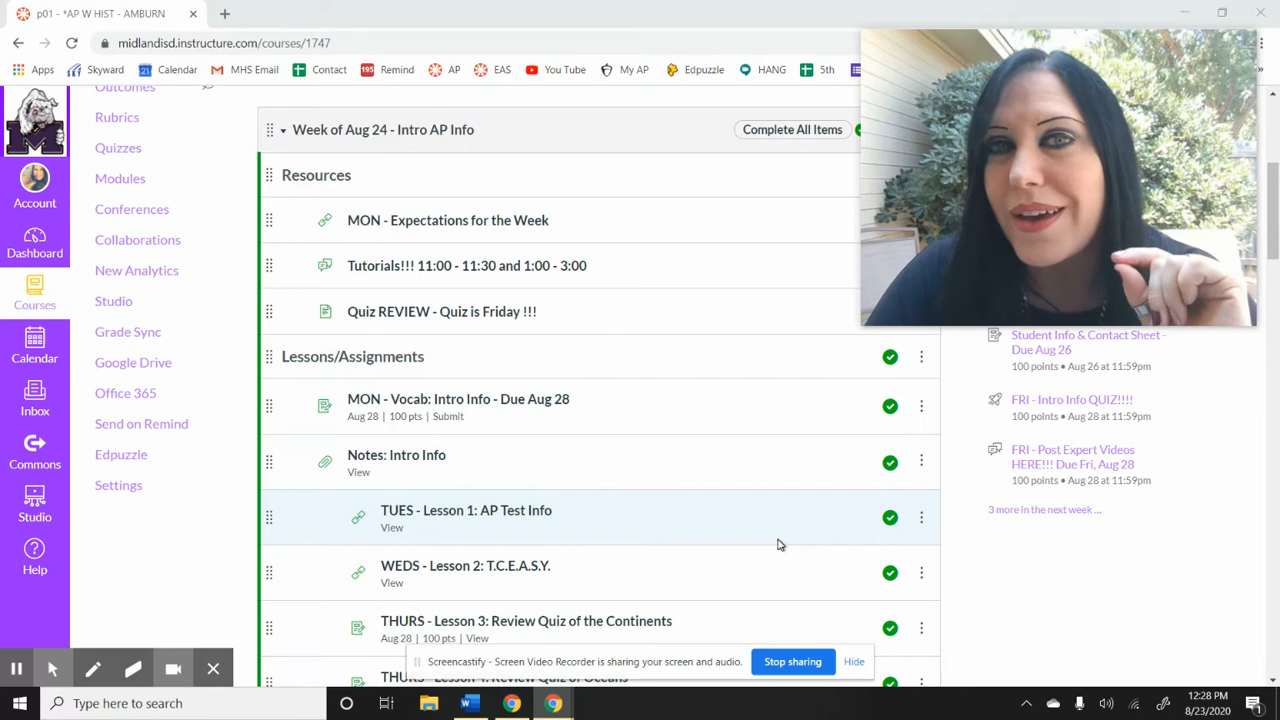 p01 - *AP W HIST - AMBURN
midlandisd.instructure.com/courses/1747
Apps
Skyward
Calendar
MHS Email
Contact
Remind
AP
EAS
You Tube
My AP
Edpuzzle
HANG
5th
Account
Dashboard
Courses
Calendar
Inbox
Commons
Studio
Help
Outcomes
Rubrics
Quizzes
Modules
Conferences
Collaborations
New Analytics
Studio
Grade Sync
Google Drive
Office 365
Send on Remind
Edpuzzle
Settings
Week of Aug 24 - Intro AP Info
Complete All Items
Resources
MON - Expectations for the Week
Tutorials!!! 11:00 - 11:30 and 1:00 - 3:00
Quiz REVIEW - Quiz is Friday !!!
Lessons/Assignments
MON - Vocab: Intro Info - Due Aug 28
Aug 28 | 100 pts | Submit
Notes: Intro Info
View
TUES - Lesson 1: AP Test Info
View
WEDS - Lesson 2: T.C.E.A.S.Y.
View
THURS - Lesson 3: Review Quiz of the Continents
Aug 28 | 100 pts | View
Student Info & Contact Sheet -
Due Aug 26
100 points • Aug 26 at 11:59pm
FRI - Intro Info QUIZ!!!!
100 points • Aug 28 at 11:59pm
FRI - Post Expert Videos
HERE!!! Due Fri, Aug 28
100 points • Aug 28 at 11:59pm
3 more in the next week ...
Screencastify - Screen Video Recorder is sharing your screen and audio.
Stop sharing
Hide
Type here to search
12:28 PM
8/23/2020